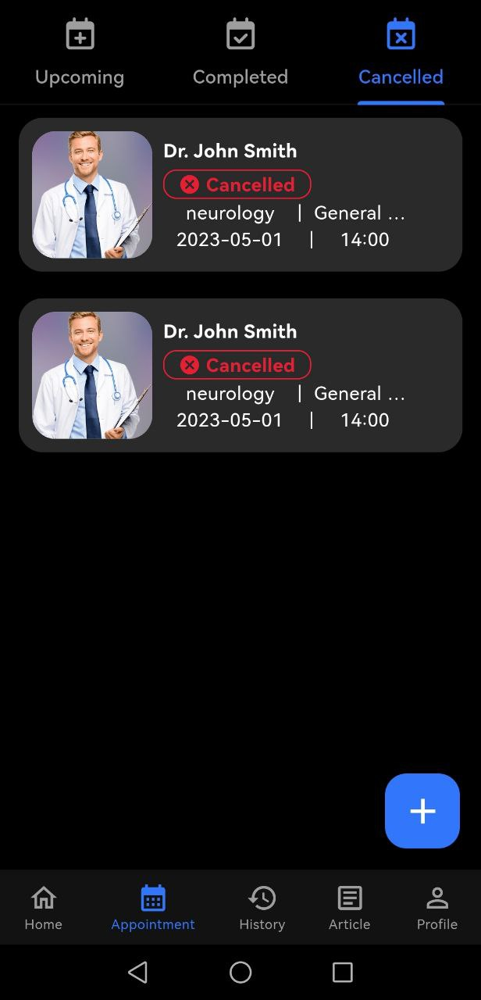 Upcoming Completed Cancelled
Dr. John Smith
Cancelled
neurology | General ...
2023-05-01 | 14:00
Dr. John Smith
Cancelled
neurology | General ...
2023-05-01 | 14:00
Home Appointment History Article Profile